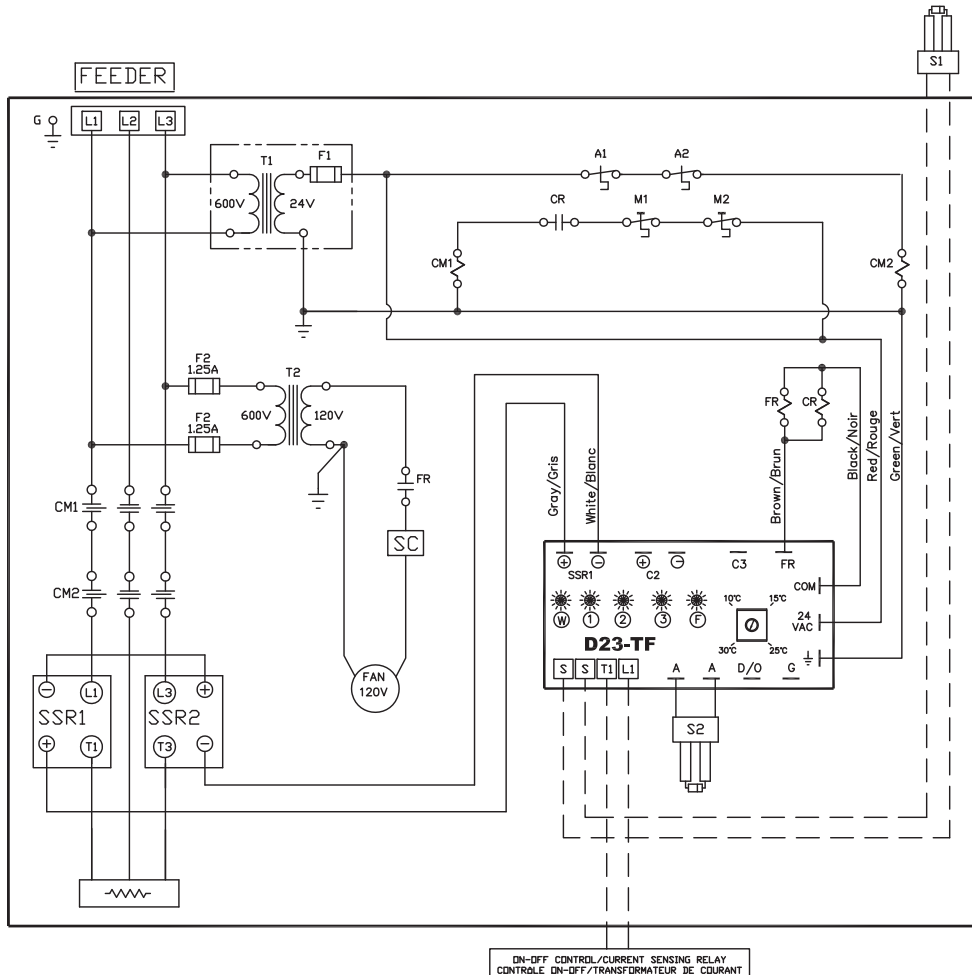 S1
FEEDER
G L1 L2 L3
T1 F1
600V 24V
A1 A2
CR M1 M2
CM1 CM2
F2
1.25A
T2
600V 120V
F2
1.25A
FR
SC
FAN
120V
Gray/Gris
White/Blanc
FR CR
Brown/Brun
Black/Noir
Red/Rouge
Green/Vert
CM1
CM2
+ - + -
SSR1 C2 C3 FR
COM
W 1 2 3 F
10°C 15°C
30°C 25°C
24
VAC
D23-TF
S S T1 L1 A A D/O G
S2
- L1 L3 +
SSR1 SSR2
+ T1 T3 -
ON-OFF CONTROL/CURRENT SENSING RELAY
CONTRÔLE ON-OFF/TRANSFORMATEUR DE COURANT